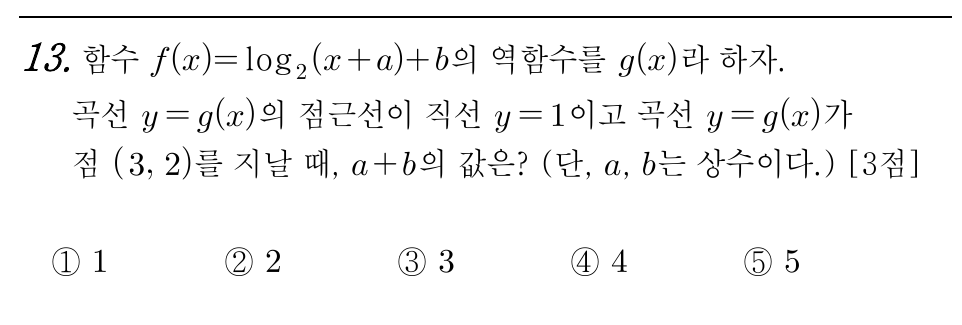 13. 함수 f(x)=log₂(x+a)+b의 역함수를 g(x)라 하자.
곡선 y=g(x)의 점근선이 직선 y=1이고 곡선 y=g(x)가
점 (3, 2)를 지날 때, a+b의 값은? (단, a, b는 상수이다.) [3점]
① 1 ② 2 ③ 3 ④ 4 ⑤ 5